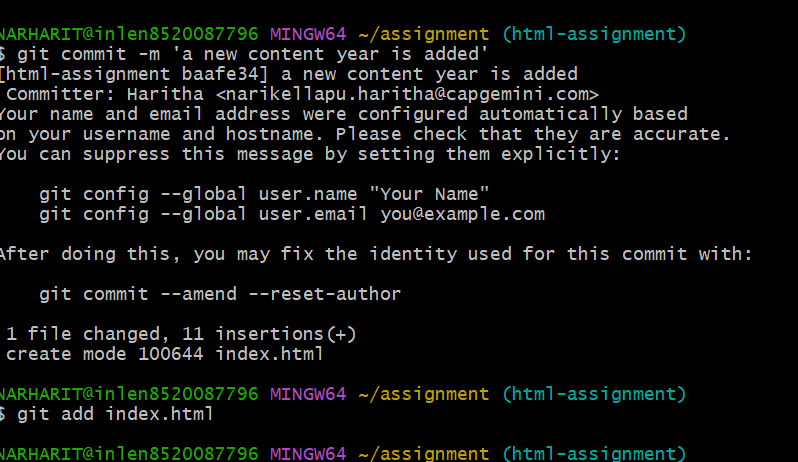 NARHARIT@inlen8520087796 MINGW64 ~/assignment (html-assignment)
$ git commit -m 'a new content year is added'
[html-assignment baafe34] a new content year is added
 Committer: Haritha <narikellapu.haritha@capgemini.com>
Your name and email address were configured automatically based
on your username and hostname. Please check that they are accurate.
You can suppress this message by setting them explicitly:

    git config --global user.name "Your Name"
    git config --global user.email you@example.com

After doing this, you may fix the identity used for this commit with:

    git commit --amend --reset-author

 1 file changed, 11 insertions(+)
 create mode 100644 index.html

NARHARIT@inlen8520087796 MINGW64 ~/assignment (html-assignment)
$ git add index.html

NARHARIT@inlen8520087796 MINGW64 ~/assignment (html-assignment)